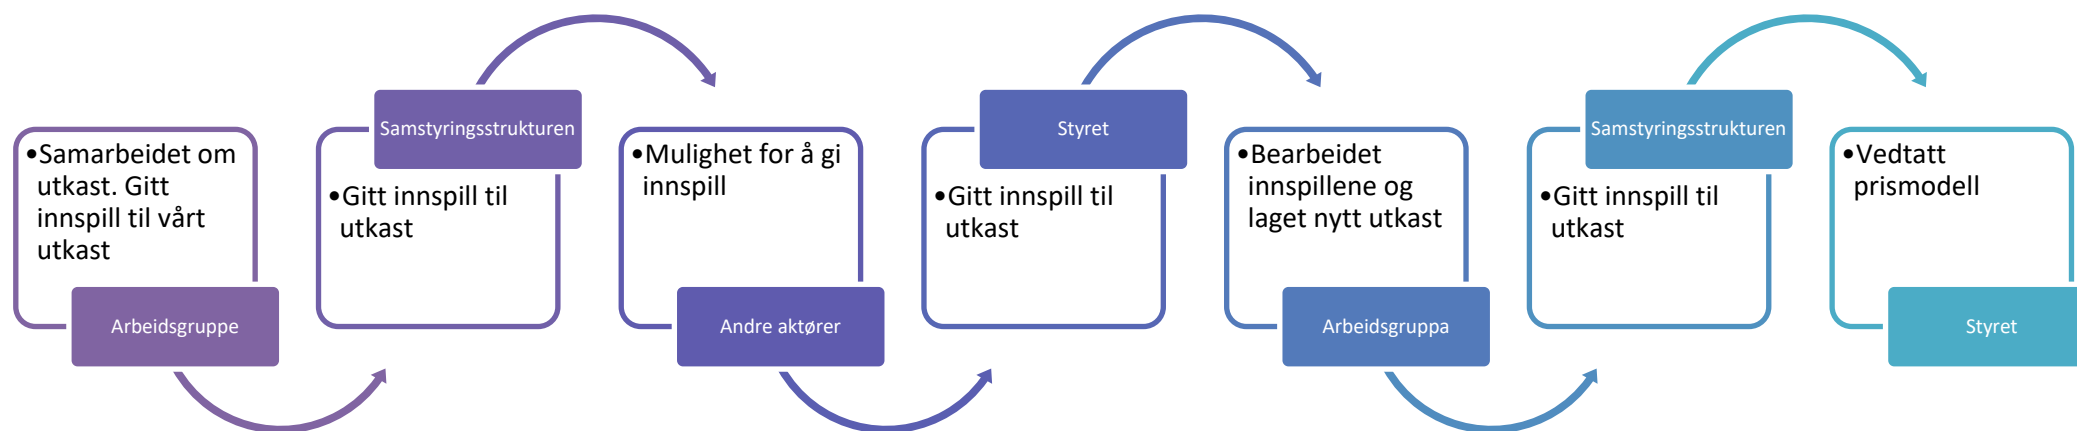 •Samarbeidet om
utkast. Gitt
innspill til vårt
utkast
Arbeidsgruppe
Samstyringsstrukturen
•Gitt innspill til
utkast
•Mulighet for å gi
innspill
Andre aktører
Styret
•Gitt innspill til
utkast
•Bearbeidet
innspillene og
laget nytt utkast
Arbeidsgruppa
Samstyringsstrukturen
•Gitt innspill til
utkast
•Vedtatt
prismodell
Styret